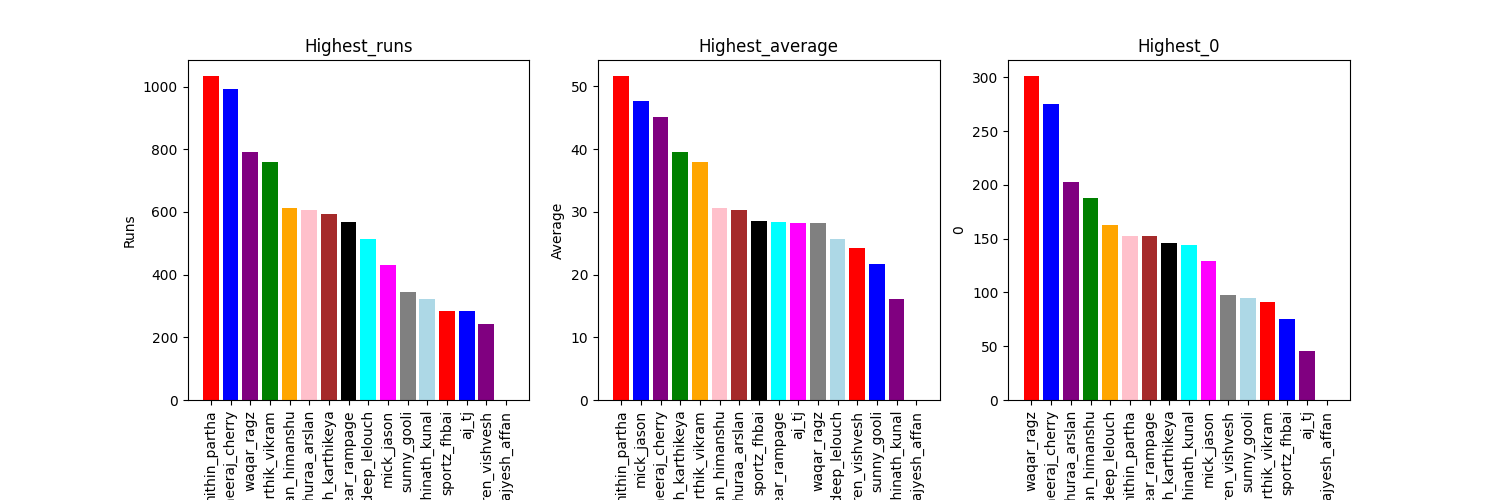 Highest_runs
Runs
1000
800
600
400
200
0
nithin_partha
neeraj_cherry
waqar_ragz
rthik_vikram
an_himanshu
huraa_arslan
h_karthikeya
ear_rampage
deep_lelouch
mick_jason
sunny_gooli
hinath_kunal
sportz_fhbai
aj_tj
ren_vishvesh
ajyesh_affan
Highest_average
Average
50
40
30
20
10
0
nithin_partha
mick_jason
neeraj_cherry
h_karthikeya
rthik_vikram
an_himanshu
huraa_arslan
sportz_fhbai
ear_rampage
aj_tj
waqar_ragz
deep_lelouch
ren_vishvesh
sunny_gooli
hinath_kunal
ajyesh_affan
Highest_0
0
300
250
200
150
100
50
0
waqar_ragz
neeraj_cherry
huraa_arslan
an_himanshu
deep_lelouch
nithin_partha
ear_rampage
h_karthikeya
hinath_kunal
mick_jason
ren_vishvesh
sunny_gooli
rthik_vikram
sportz_fhbai
aj_tj
ajyesh_affan